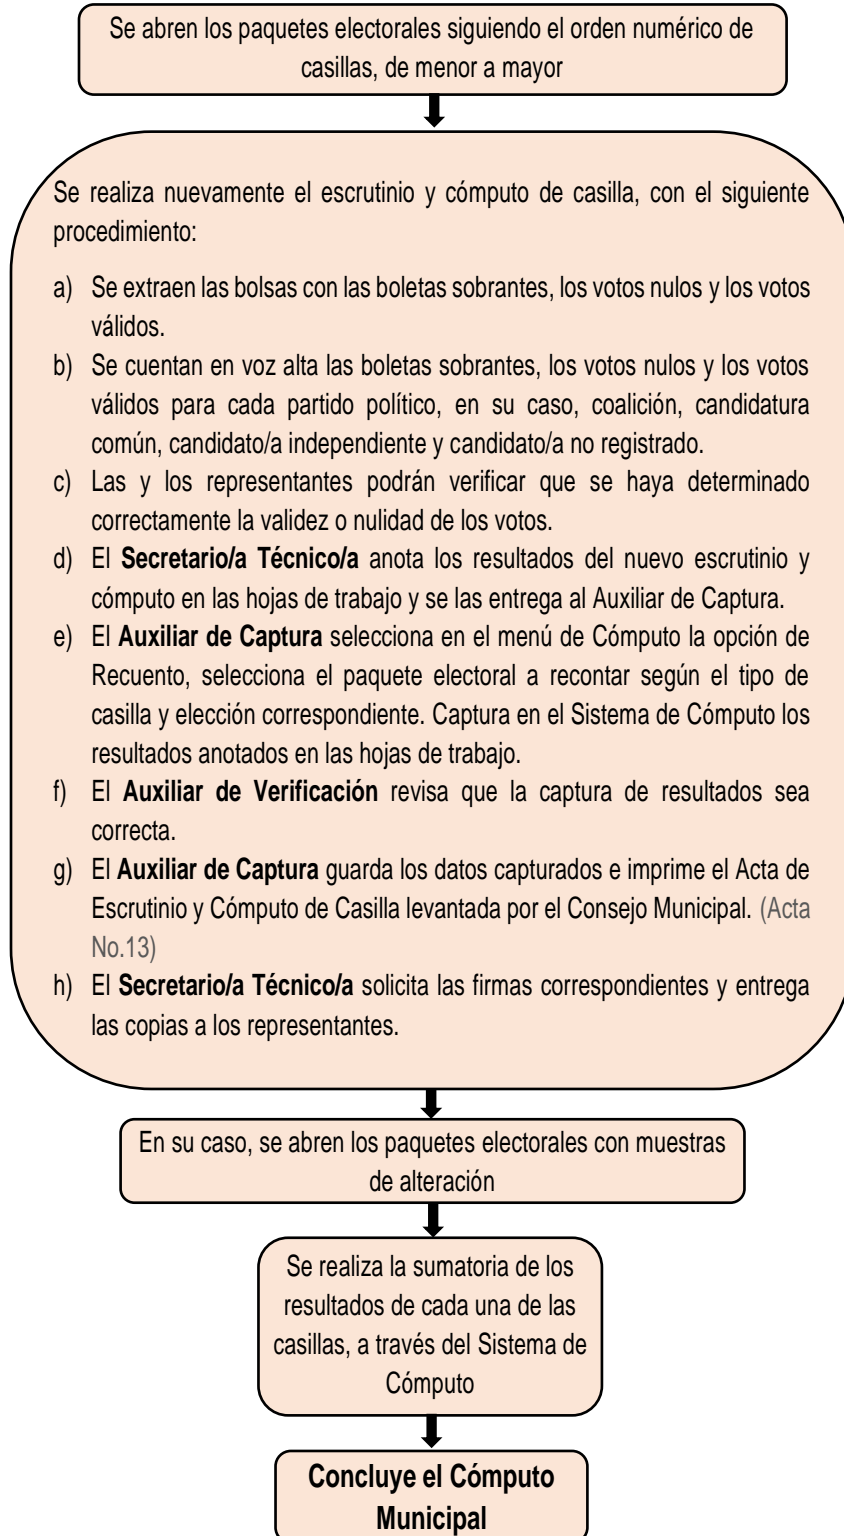 Se abren los paquetes electorales siguiendo el orden numérico de
casillas, de menor a mayor
Se realiza nuevamente el escrutinio y cómputo de casilla, con el siguiente
procedimiento:
a) Se extraen las bolsas con las boletas sobrantes, los votos nulos y los votos
válidos.
b) Se cuentan en voz alta las boletas sobrantes, los votos nulos y los votos
válidos para cada partido político, en su caso, coalición, candidatura
común, candidato/a independiente y candidato/a no registrado.
c) Las y los representantes podrán verificar que se haya determinado
correctamente la validez o nulidad de los votos.
d) El Secretario/a Técnico/a anota los resultados del nuevo escrutinio y
cómputo en las hojas de trabajo y se las entrega al Auxiliar de Captura.
e) El Auxiliar de Captura selecciona en el menú de Cómputo la opción de
Recuento, selecciona el paquete electoral a recontar según el tipo de
casilla y elección correspondiente. Captura en el Sistema de Cómputo los
resultados anotados en las hojas de trabajo.
f) El Auxiliar de Verificación revisa que la captura de resultados sea
correcta.
g) El Auxiliar de Captura guarda los datos capturados e imprime el Acta de
Escrutinio y Cómputo de Casilla levantada por el Consejo Municipal. (Acta
No.13)
h) El Secretario/a Técnico/a solicita las firmas correspondientes y entrega
las copias a los representantes.
En su caso, se abren los paquetes electorales con muestras
de alteración
Se realiza la sumatoria de los
resultados de cada una de las
casillas, a través del Sistema de
Cómputo
Concluye el Cómputo
Municipal